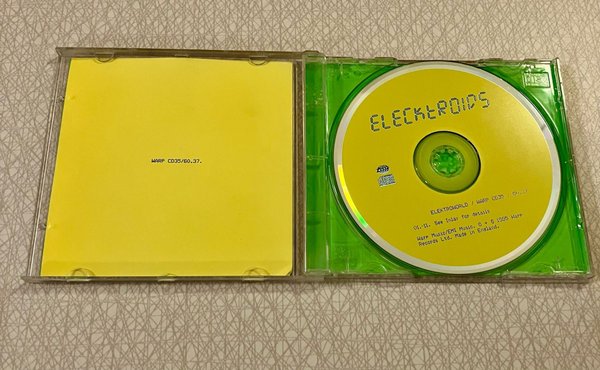 WARP CD35/60.37.
ELECKTROIDS
ELEKTROWORLD / WARP CD35 /
01-11. See inlay for details
Warp Music/EMI Music. ℗ + © 1995 Warp
Records Ltd. Made in England.